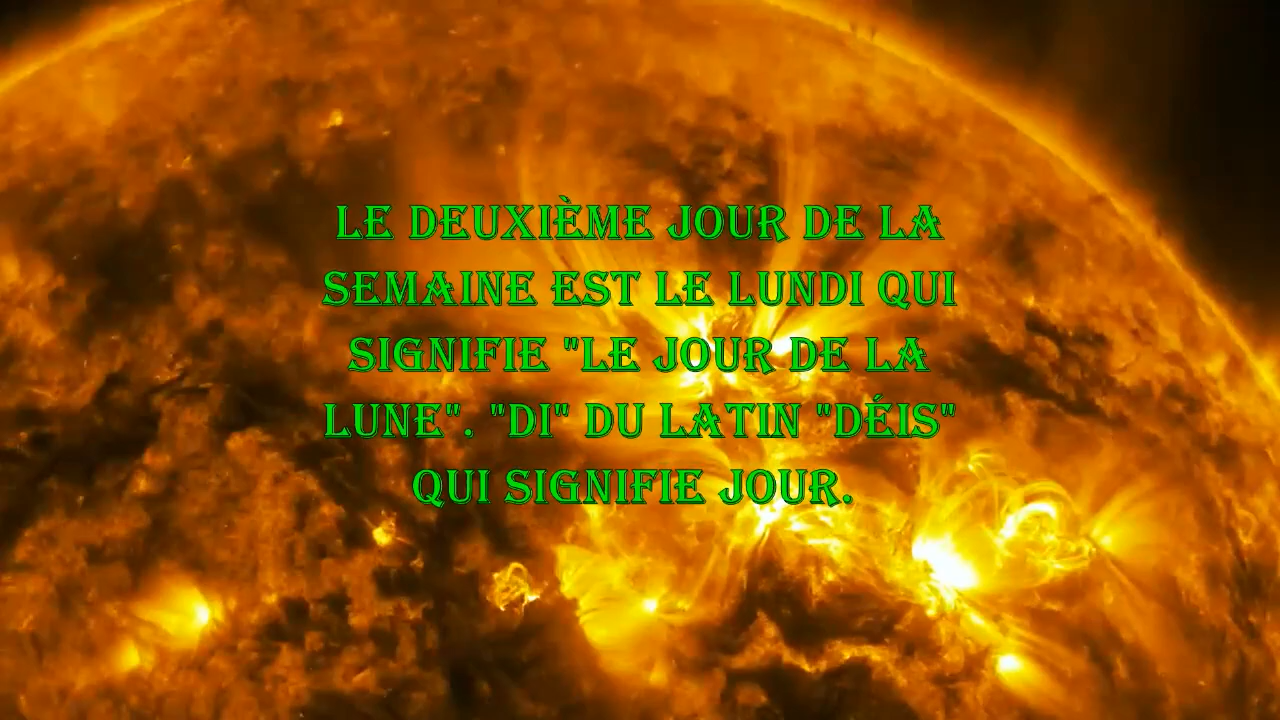 LE DEUXIÈME JOUR DE LA
SEMAINE EST LE LUNDI QUI
SIGNIFIE "LE JOUR DE LA
LUNE". "DI" DU LATIN "DÉIS"
QUI SIGNIFIE JOUR.